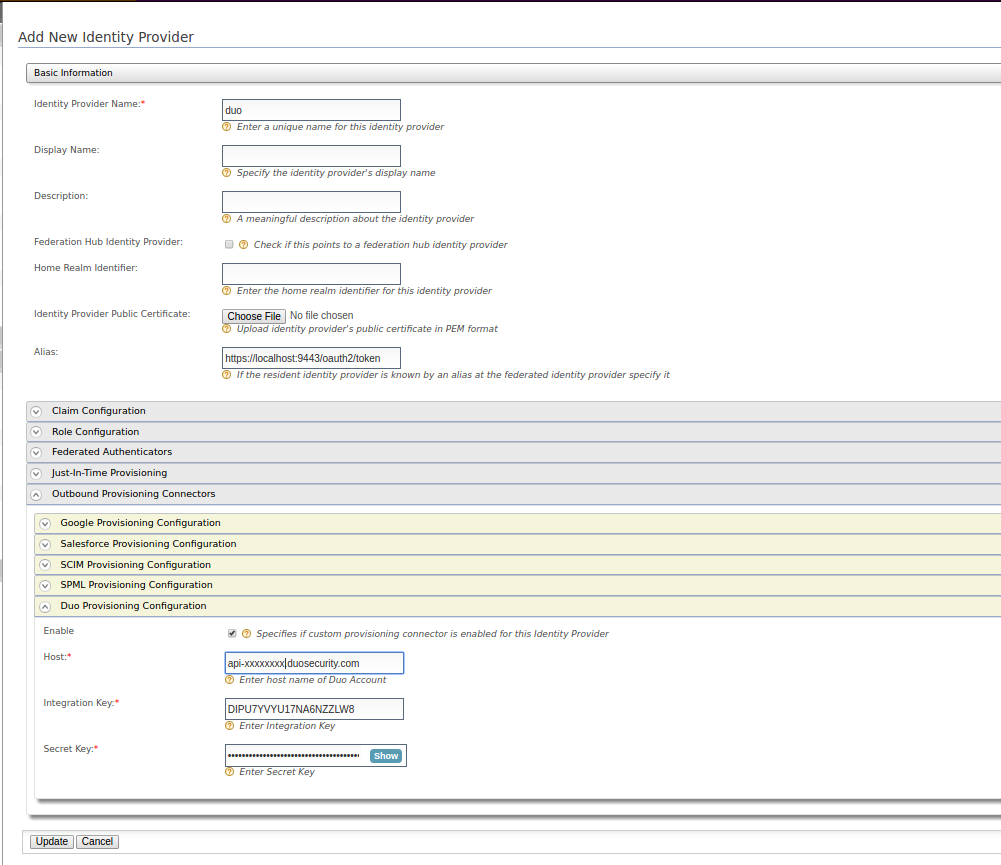 Add New Identity Provider
Basic Information
Identity Provider Name:*
duo
Enter a unique name for this identity provider
Display Name:
Specify the identity provider's display name
Description:
A meaningful description about the identity provider
Federation Hub Identity Provider:
Check if this points to a federation hub identity provider
Home Realm Identifier:
Enter the home realm identifier for this identity provider
Identity Provider Public Certificate:
Choose File No file chosen
Upload identity provider's public certificate in PEM format
Alias:
https://localhost:9443/oauth2/token
If the resident identity provider is known by an alias at the federated identity provider specify it
Claim Configuration
Role Configuration
Federated Authenticators
Just-In-Time Provisioning
Outbound Provisioning Connectors
Google Provisioning Configuration
Salesforce Provisioning Configuration
SCIM Provisioning Configuration
SPML Provisioning Configuration
Duo Provisioning Configuration
Enable
Specifies if custom provisioning connector is enabled for this Identity Provider
Host:*
api-xxxxxxxx.duosecurity.com
Enter host name of Duo Account
Integration Key:*
DIPU7YVYU17NA6NZZLW8
Enter Integration Key
Secret Key:*
Show
Enter Secret Key
Update Cancel